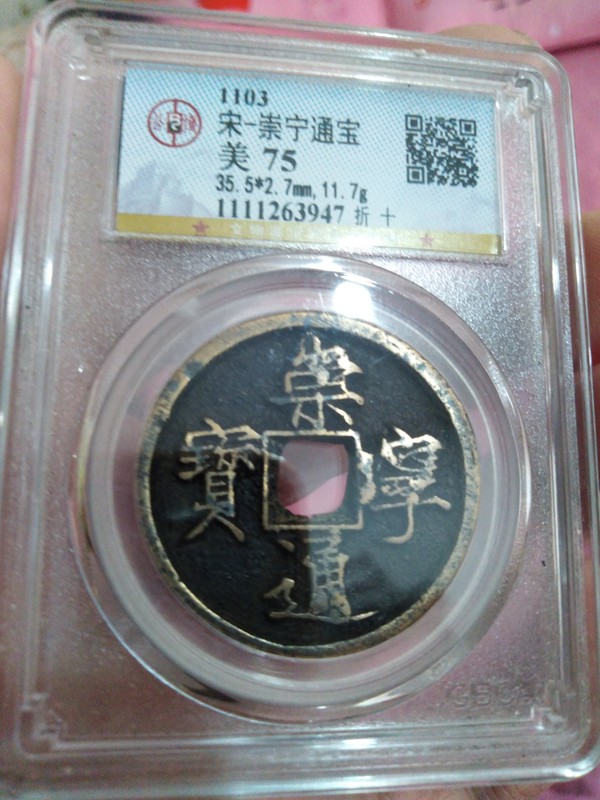 1103
宋-崇宁通宝
美 75
35.5*2.7mm,11.7g
1111263947 折 十
崇
寧
通
寳